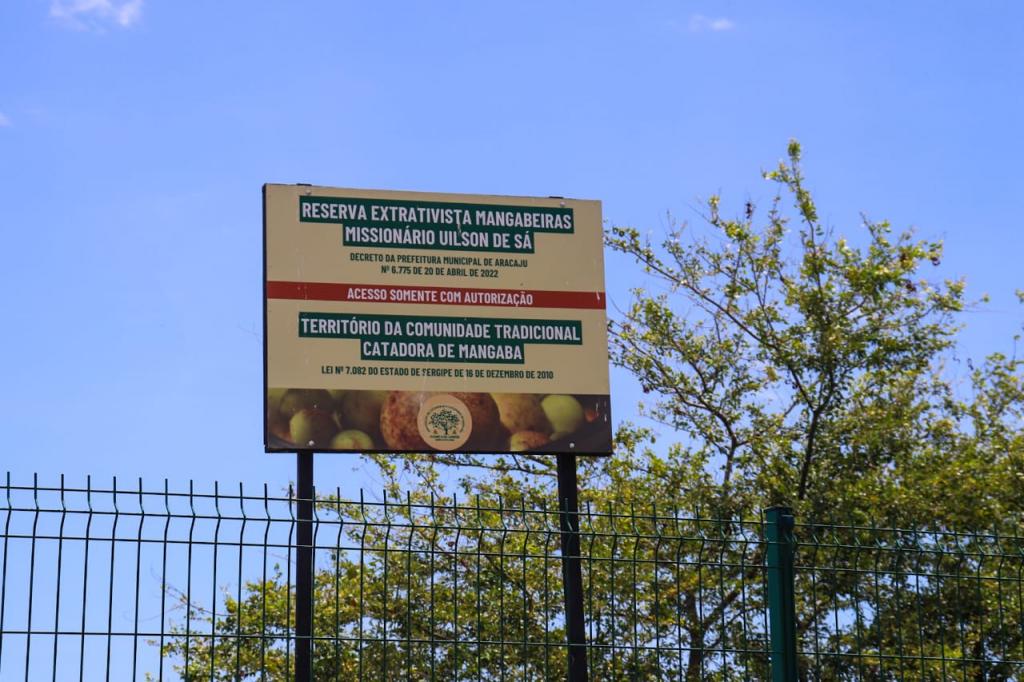 RESERVA EXTRATIVISTA MANGABEIRAS
MISSIONÁRIO UILSON DE SÁ
DECRETO DA PREFEITURA MUNICIPAL DE ARACAJU
Nº 6.775 DE 20 DE ABRIL DE 2022
ACESSO SOMENTE COM AUTORIZAÇÃO
TERRITÓRIO DA COMUNIDADE TRADICIONAL
CATADORA DE MANGABA
LEI Nº 7.082 DO ESTADO DE SERGIPE DE 16 DE DEZEMBRO DE 2010